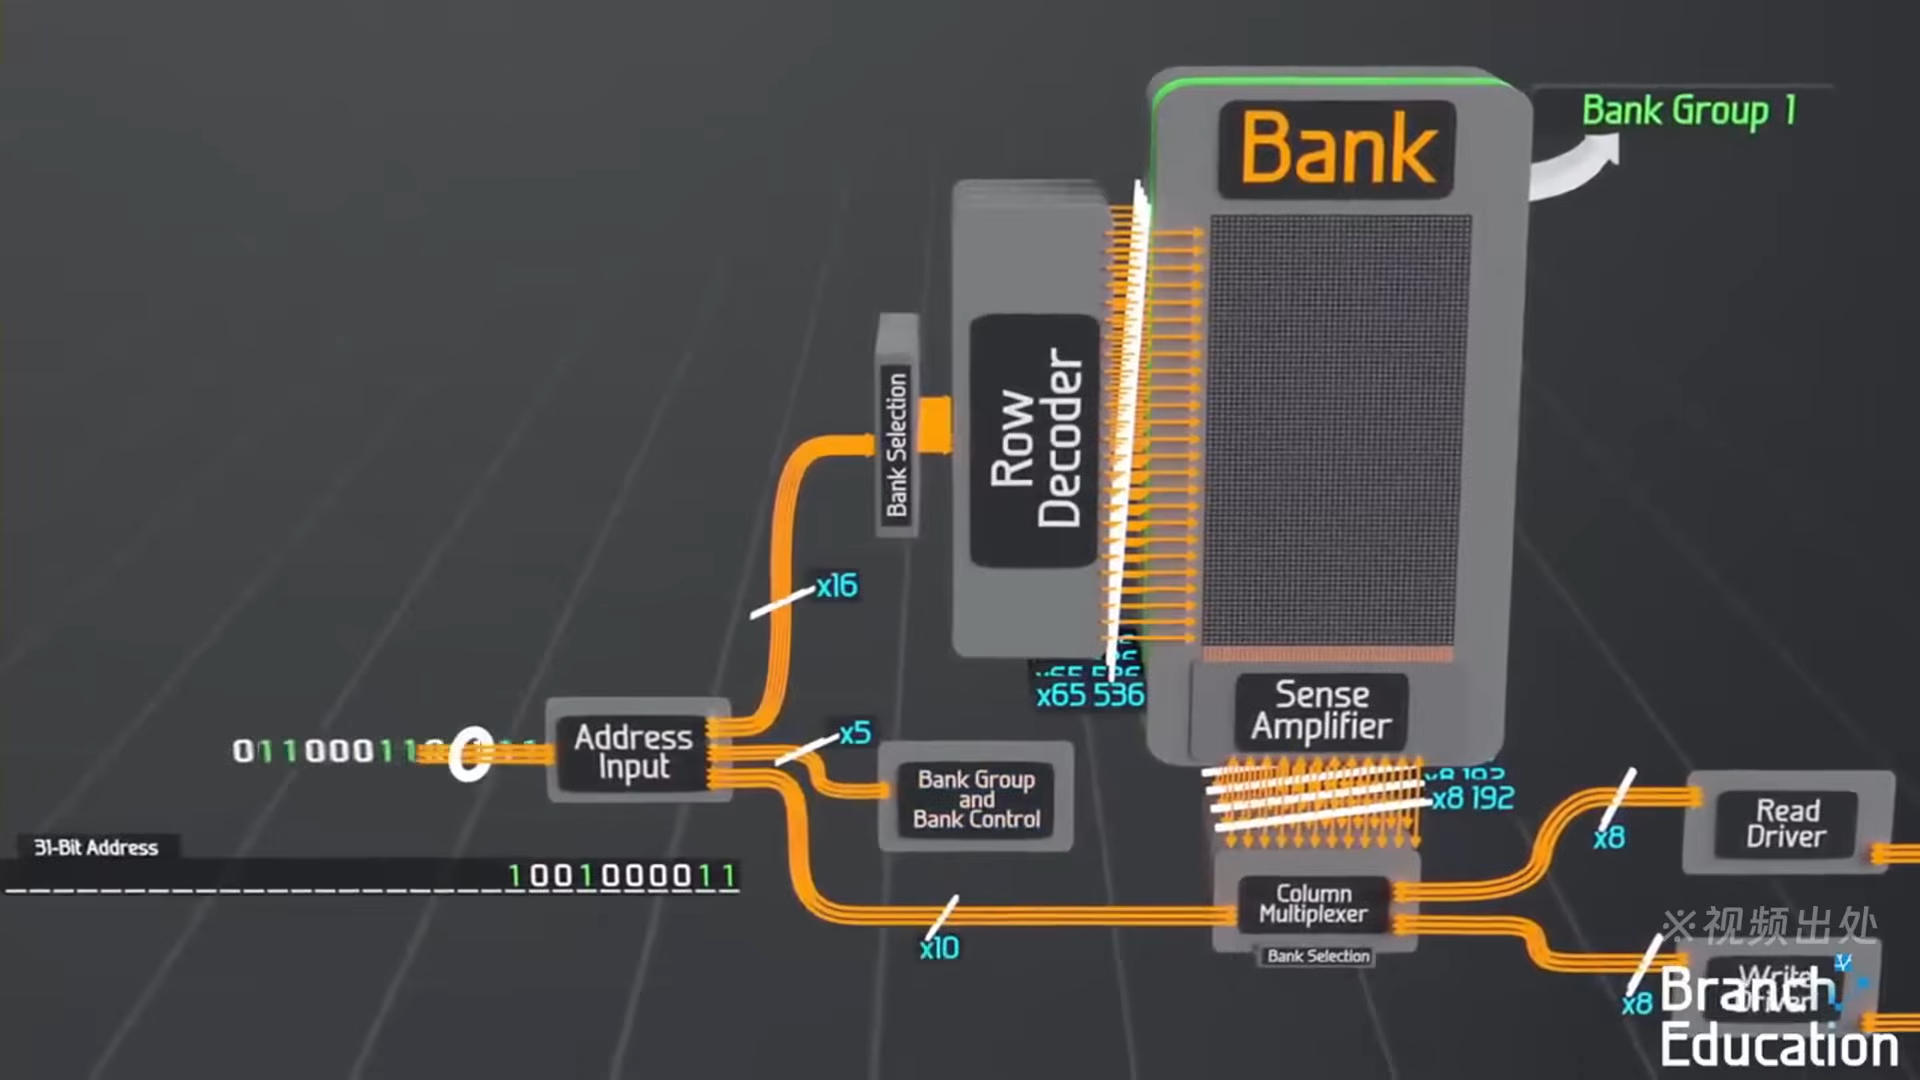 Bank Group 1
Bank
Bank Selection
Row
Decoder
x16
x65 536
Sense
Amplifier
x5
Address
Input
Bank Group
and
Bank Control
x8 192
x8
Read
Driver
31-Bit Address
1001000011
Column
Multiplexer
Bank Selection
x10
※视频出处
x8
Write
Driver
Branch
Education